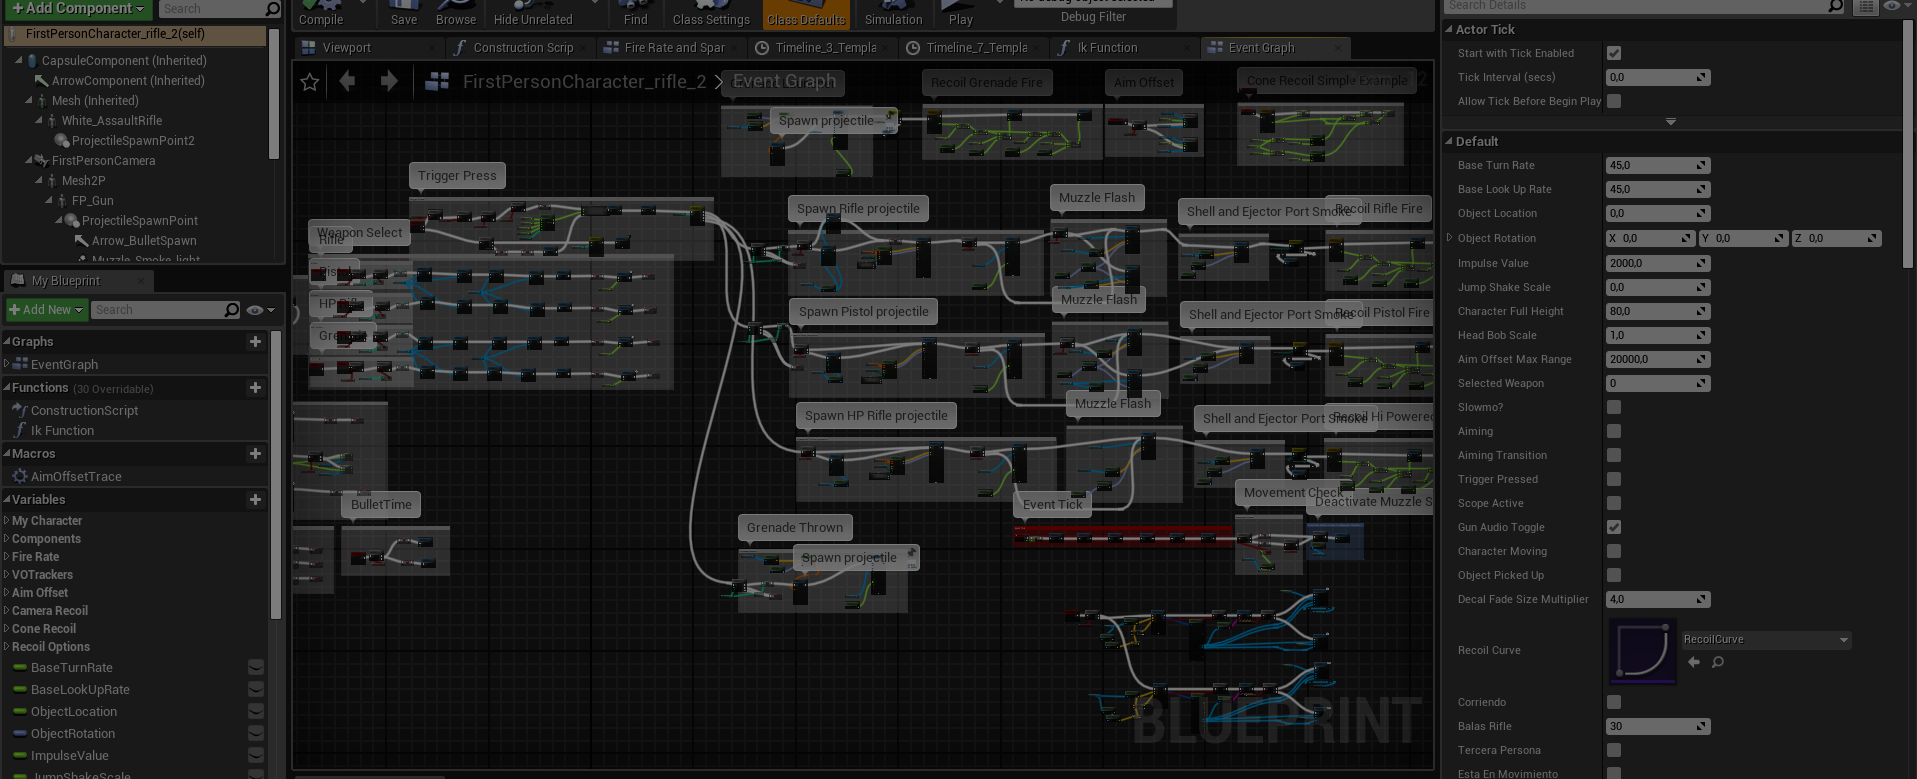 Add Component
Search
FirstPersonCharacter_rifle_2(self)
CapsuleComponent (Inherited)
ArrowComponent (Inherited)
Mesh (Inherited)
White_AssaultRifle
ProjectileSpawnPoint2
FirstPersonCamera
Mesh2P
FP_Gun
ProjectileSpawnPoint
Arrow_BulletSpawn
Muzzle_Smoke_light
My Blueprint
Add New
Search
Graphs
EventGraph
Functions (30 Overridable)
ConstructionScript
Ik Function
Macros
AimOffsetTrace
Variables
My Character
Components
Fire Rate
VOTrackers
Aim Offset
Camera Recoil
Cone Recoil
Recoil Options
BaseTurnRate
BaseLookUpRate
ObjectLocation
ObjectRotation
ImpulseValue
JumpShakeScale
Compile
Save
Browse
Hide Unrelated
Find
Class Settings
Class Defaults
Simulation
Play
Debug Filter
Viewport
Construction Scrip
Fire Rate and Spar
Timeline_3_Templa
Timeline_7_Templa
Ik Function
Event Graph
FirstPersonCharacter_rifle_2 > Event Graph
Recoil Grenade Fire
Aim Offset
Cone Recoil Simple Example
Spawn projectile
Trigger Press
Weapon Select
Rifle
Pistol
HP Rifle
Spawn Rifle projectile
Muzzle Flash
Shell and Ejector Port Smoke
Recoil Rifle Fire
Spawn Pistol projectile
Muzzle Flash
Shell and Ejector Port Smoke
Recoil Pistol Fire
Spawn HP Rifle projectile
Muzzle Flash
Shell and Ejector Port Smoke
Recoil Hi Powered
BulletTime
Event Tick
Movement Check
Deactivate Muzzle S
Grenade Thrown
Spawn projectile
BLUEPRINT
Search Details
Actor Tick
Start with Tick Enabled
Tick Interval (secs) 0,0
Allow Tick Before Begin Play
Default
Base Turn Rate 45,0
Base Look Up Rate 45,0
Object Location 0,0
Object Rotation X 0,0 Y 0,0 Z 0,0
Impulse Value 2000,0
Jump Shake Scale 0,0
Character Full Height 80,0
Head Bob Scale 1,0
Aim Offset Max Range 20000,0
Selected Weapon 0
Slowmo?
Aiming
Aiming Transition
Trigger Pressed
Scope Active
Gun Audio Toggle
Character Moving
Object Picked Up
Decal Fade Size Multiplier 4,0
Recoil Curve RecoilCurve
Corriendo
Balas Rifle 30
Tercera Persona
Esta En Movimiento